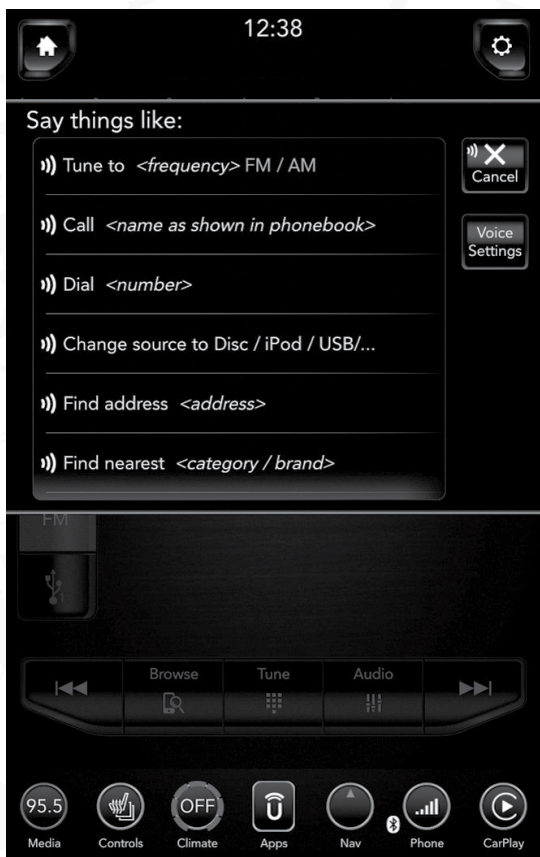 12:38
Say things like:
Tune to <frequency> FM / AM
Cancel
Call <name as shown in phonebook>
Voice
Settings
Dial <number>
Change source to Disc / iPod / USB/...
Find address <address>
Find nearest <category / brand>
FM
Browse
Tune
Audio
95.5
OFF
Media
Controls
Climate
Apps
Nav
Phone
CarPlay